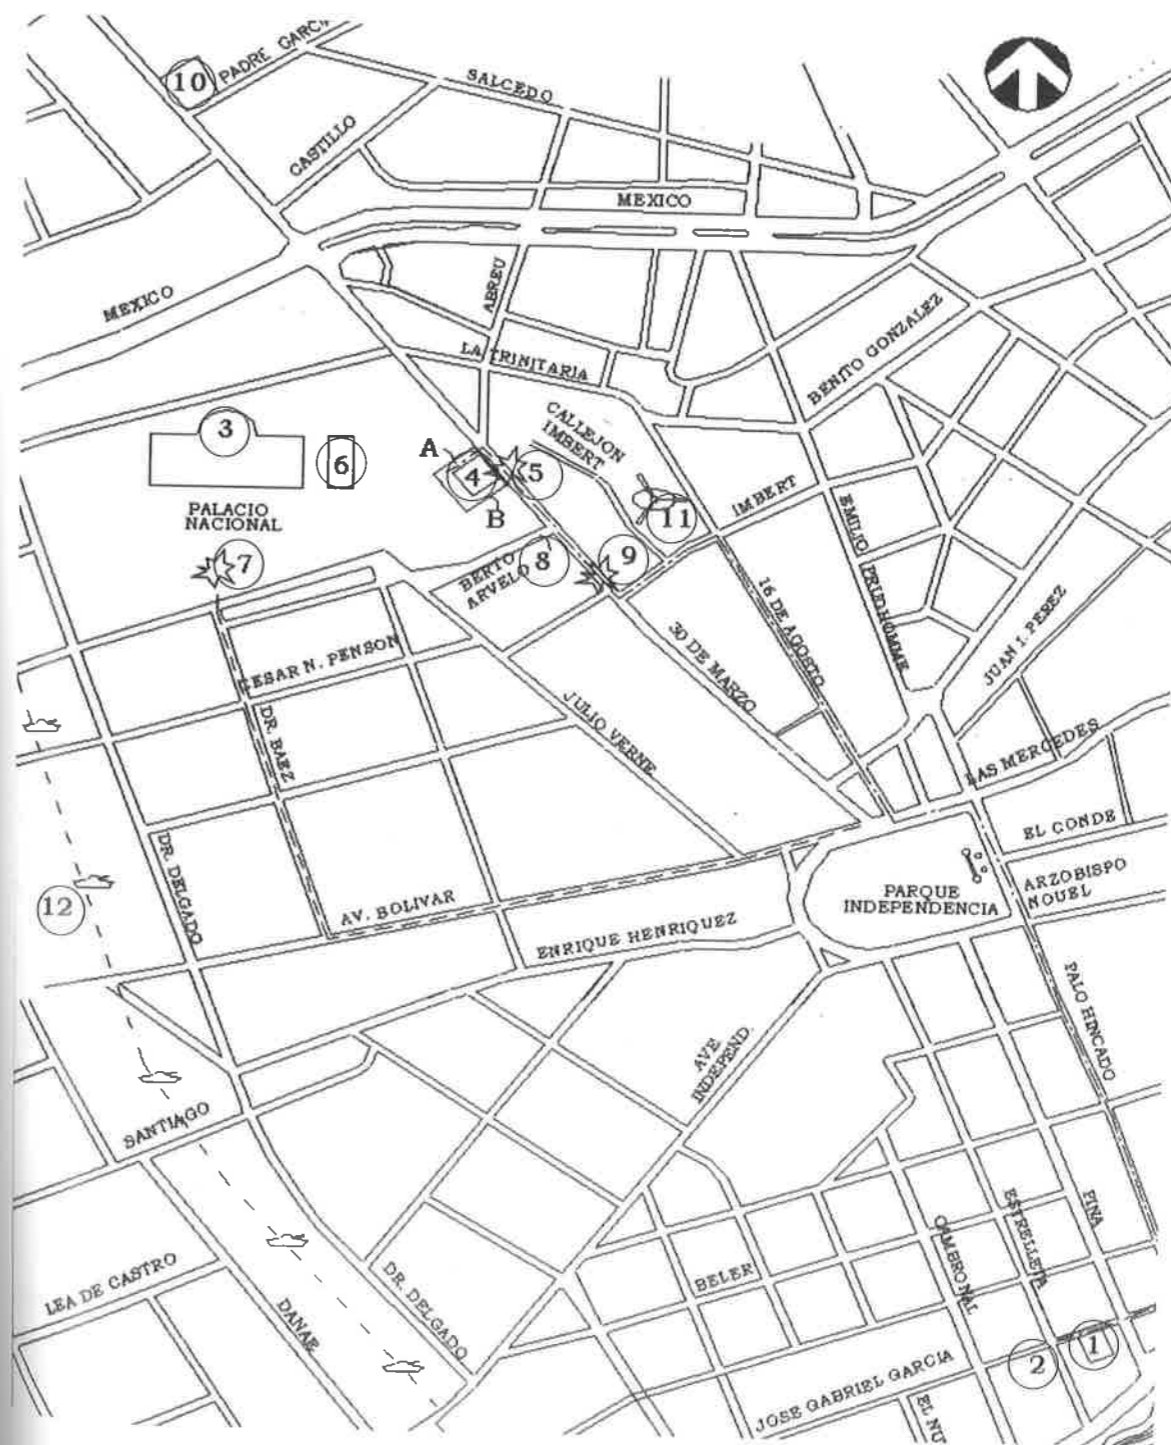 10
PADRE GARCIA
SALCEDO
CASTILLO
MEXICO
MEXICO
ABREU
LA TRINITARIA
BENITO GONZALEZ
3
6
A
4
5
B
CALLEJON
IMBERT
11
IMBERT
PALACIO
NACIONAL
7
BERTO
ARVELO
8
9
EMILIO PRUDHOMME
16 DE AGOSTO
30 DE MARZO
JUAN I. PEREZ
CESAR N. PENSON
DR. BAEZ
JULIO VERNE
LAS MERCEDES
EL CONDE
ARZOBISPO
NOUEL
PARQUE
INDEPENDENCIA
DR. DELGADO
12
AV. BOLIVAR
ENRIQUE HENRIQUEZ
PALO HINCADO
AVE
INDEPEND.
SANTIAGO
PINA
ESTRELLETA
CAMBRONAL
LEA DE CASTRO
DANAE
DR. DELGADO
BELER
1
2
JOSE GABRIEL GARCIA
EL NU